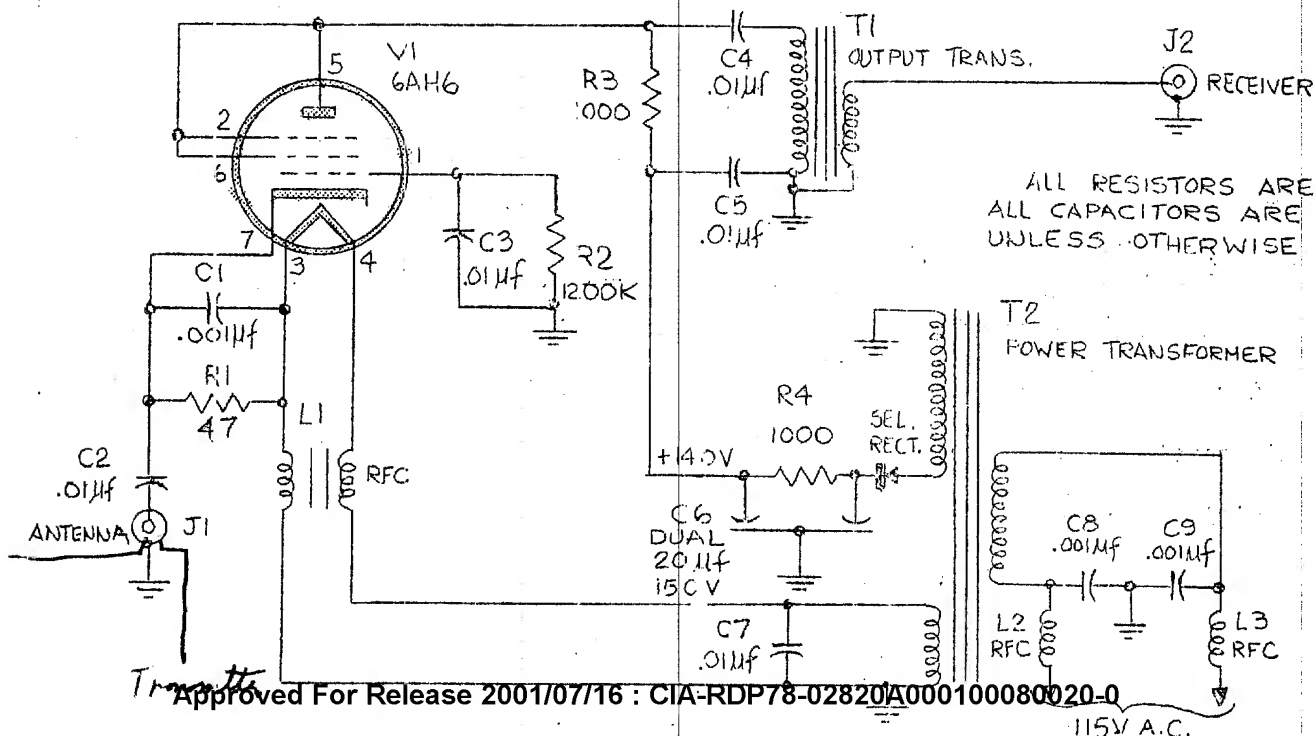 T1
OUTPUT TRANS.
J2
RECEIVER
V1
6AH6
5
2
6
1
7
3
4
C4
.01µf
R3
C5
.01µf
C3
.01µf
R2
1200K
C1
.001µf
R1
47
L1
RFC
C2
.01µf
ANTENNA
J1
ALL RESISTORS ARE
ALL CAPACITORS ARE
UNLESS OTHERWISE
T2
POWER TRANSFORMER
R4
1000
SEL.
RECT.
C6
DUAL
20µf
C8
.001µf
C9
.001µf
C7
.01µf
L2
RFC
L3
RFC
115V A.C.
Approved For Release 2001/07/16 : CIA-RDP78-02820A000100080020-0